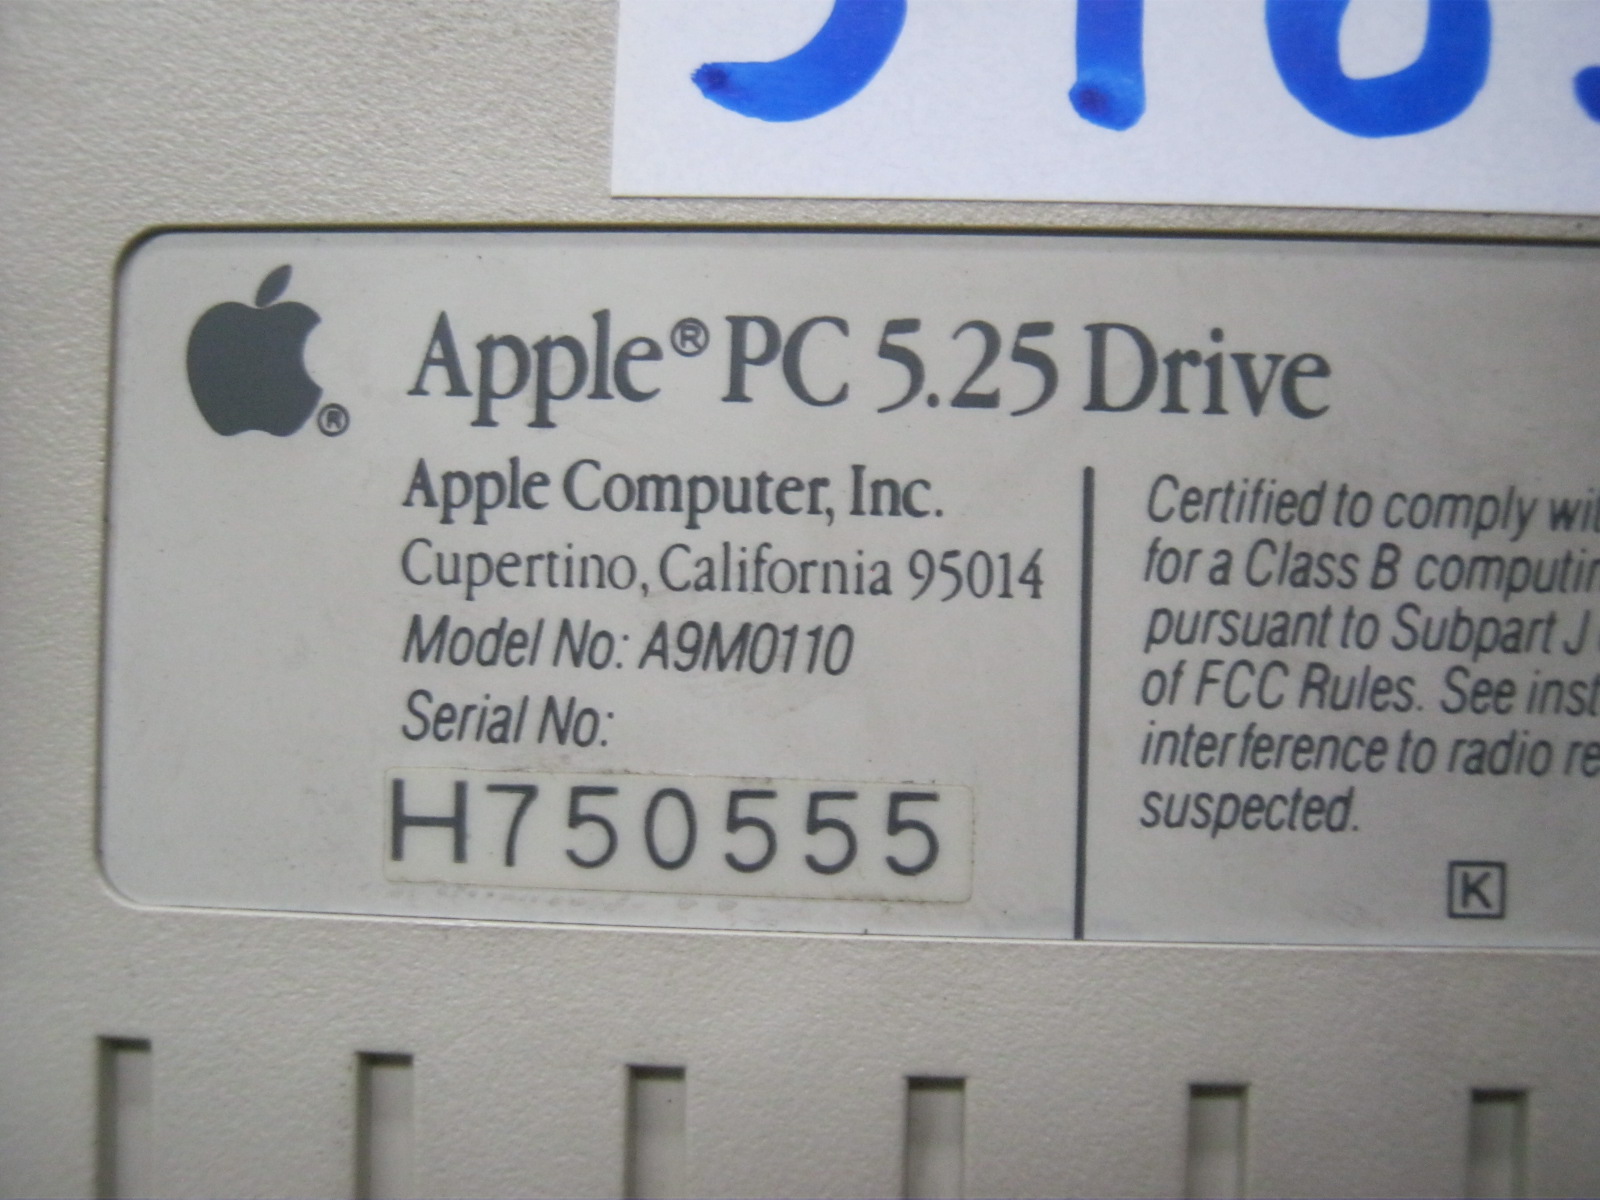 Apple® PC 5.25 Drive
Apple Computer, Inc.
Cupertino, California 95014
Model No: A9M0110
Serial No:
H750555
®
Certified to comply
for a Class B
pursuant to Subpart J
of FCC Rules. See
interference to radio
suspected.
K